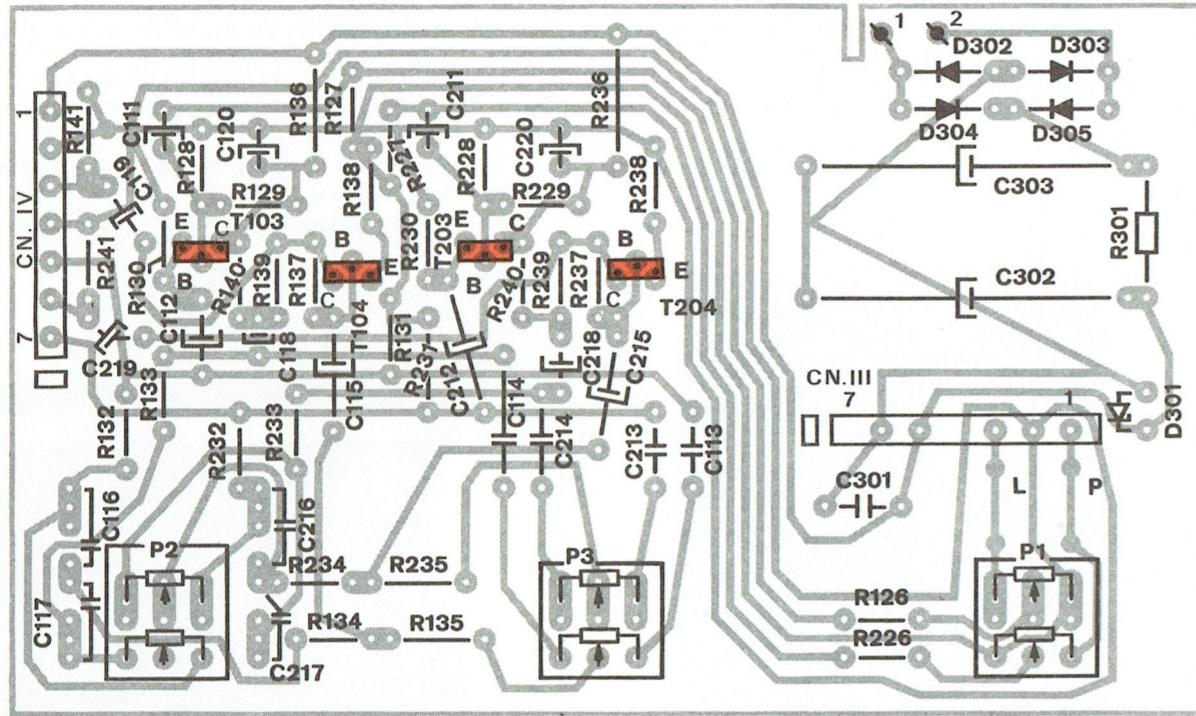 1
2
D302
D303
D304
D305
C303
R301
C302
CN.III
7
1
D301
C301
L
P
P1
R126
R226
1
CN. IV
7
R141
C111
C120
R136
R127
C211
R236
C119
R128
R129
R138
R227
R228
C220
R229
R238
E
C
T103
B
R241
R130
C112
R140
R139
R137
B
E
C
T104
R230
T203
E
C
B
R240
R239
R237
B
E
C
T204
C219
R133
C118
C115
R131
R231
C212
C114
C218
C215
R132
R232
R233
C214
C213
C113
C116
C216
P2
R234
R235
P3
C117
R134
R135
C217